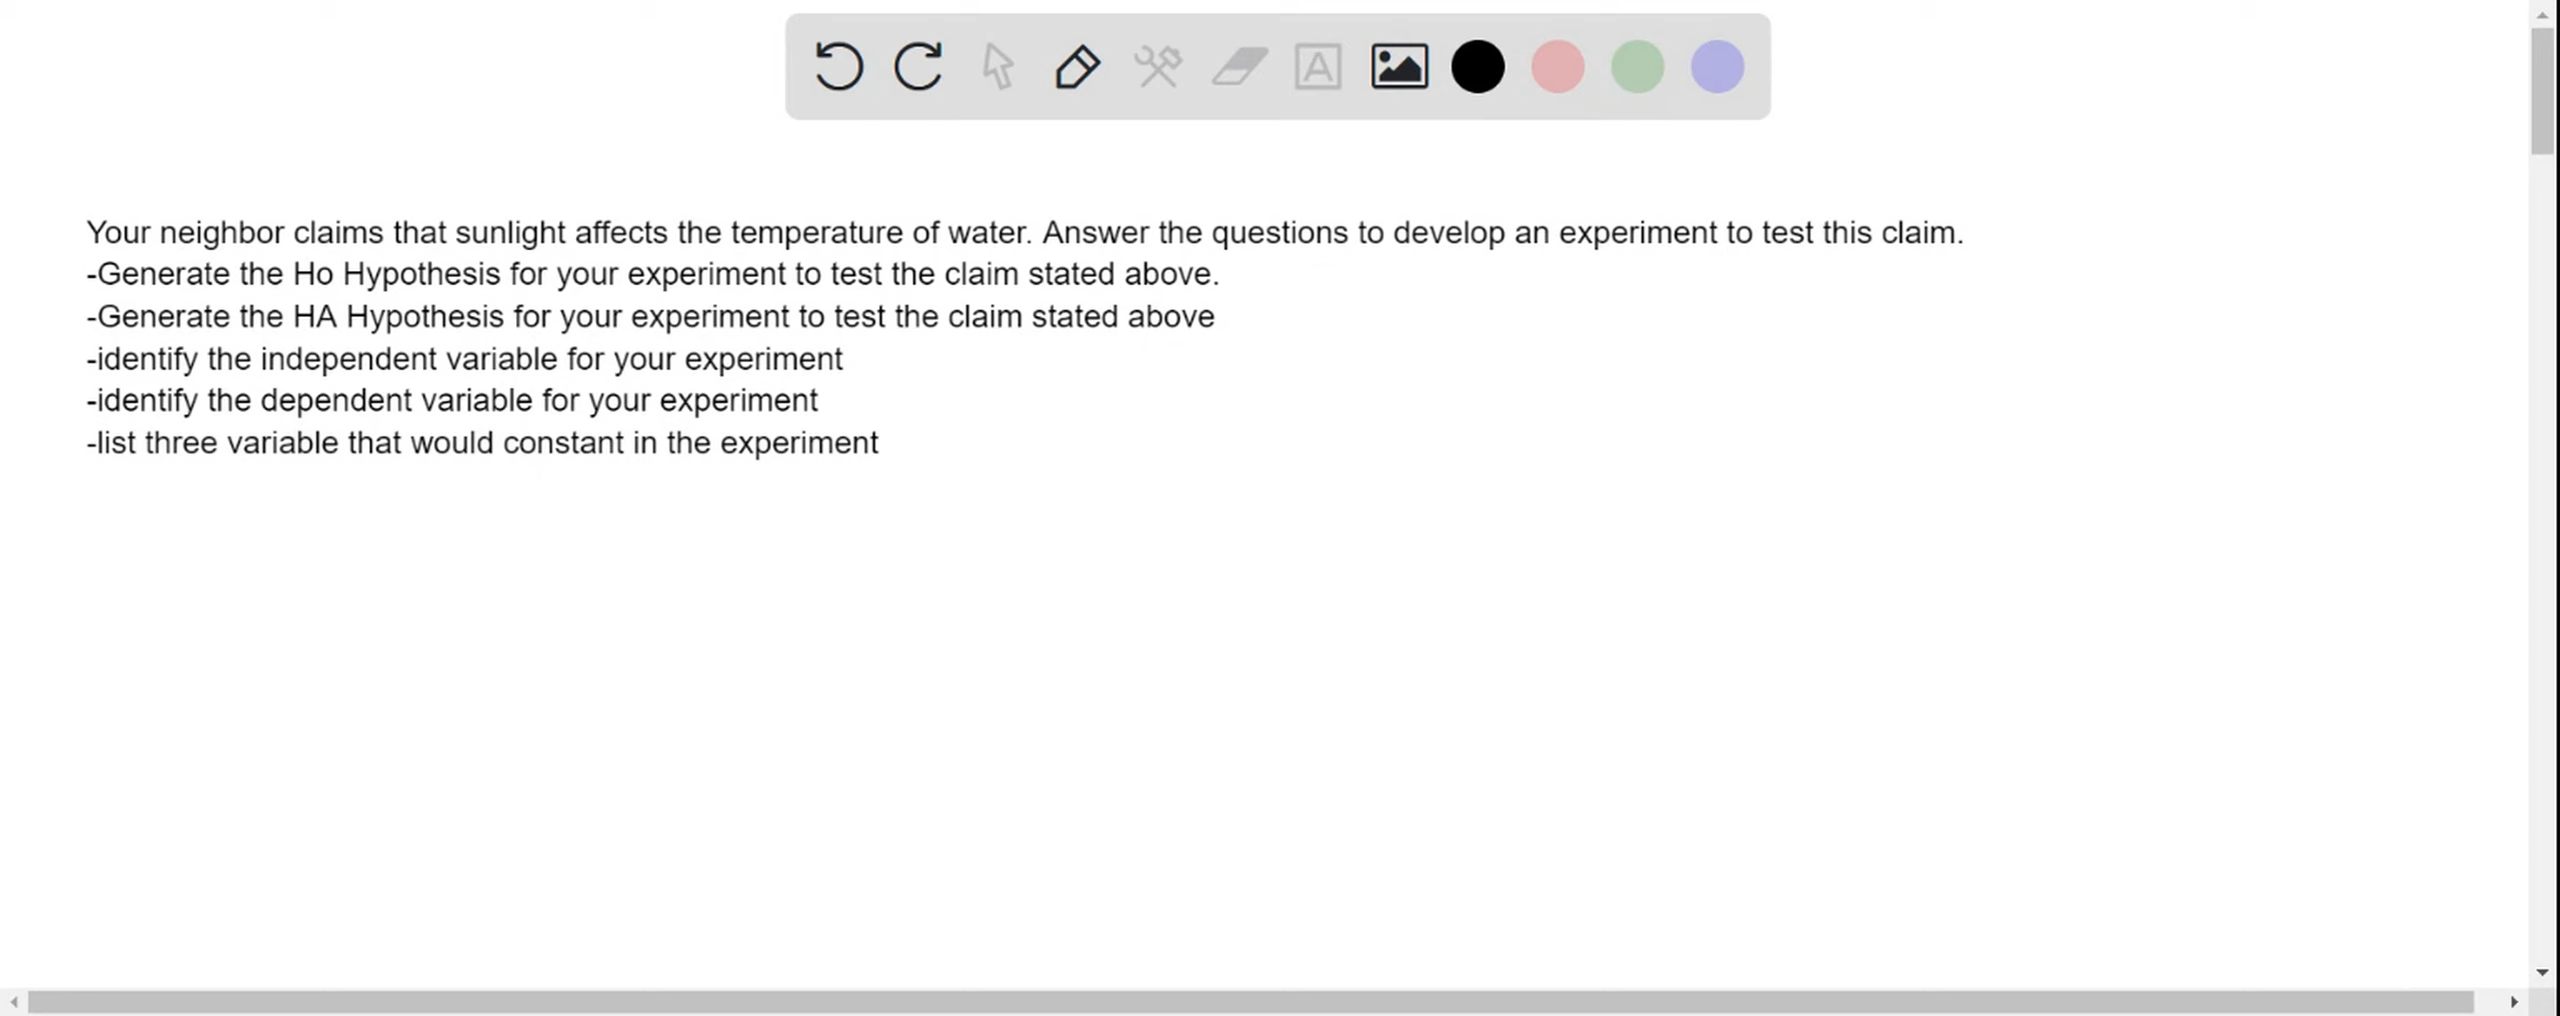 A
Your neighbor claims that sunlight affects the temperature of water. Answer the questions to develop an experiment to test this claim.
-Generate the Ho Hypothesis for your experiment to test the claim stated above.
-Generate the HA Hypothesis for your experiment to test the claim stated above
-identify the independent variable for your experiment
-identify the dependent variable for your experiment
-list three variable that would constant in the experiment